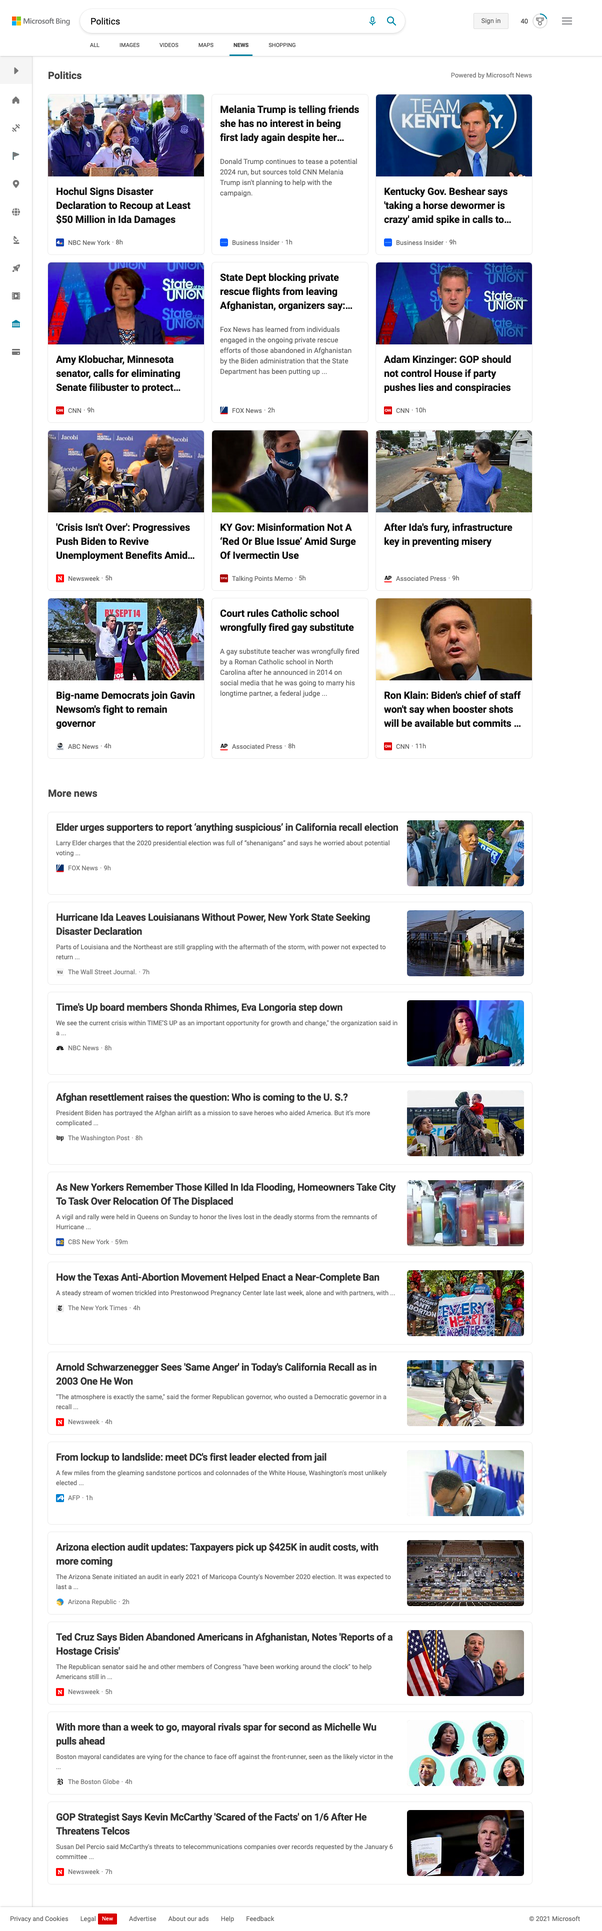 Microsoft Bing
Politics
Sign in
40
ALL
IMAGES
VIDEOS
MAPS
NEWS
SHOPPING
Politics
Powered by Microsoft News
Hochul Signs Disaster
Declaration to Recoup at Least
$50 Million in Ida Damages
NBC New York · 8h
Melania Trump is telling friends
she has no interest in being
first lady again despite her...
Donald Trump continues to tease a potential
2024 run, but sources told CNN Melania
Trump isn't planning to help with the
campaign.
Business Insider · 1h
TEAM
KENTUCKY
Kentucky Gov. Beshear says
'taking a horse dewormer is
crazy' amid spike in calls to...
Business Insider · 9h
State
UNION
Amy Klobuchar, Minnesota
senator, calls for eliminating
Senate filibuster to protect...
CNN · 9h
State Dept blocking private
rescue flights from leaving
Afghanistan, organizers say:...
Fox News has learned from individuals
engaged in the ongoing private rescue
efforts of those abandoned in Afghanistan
by the Biden administration that the State
Department has been putting up ...
FOX News · 2h
State
UNION
Adam Kinzinger: GOP should
not control House if party
pushes lies and conspiracies
CNN · 10h
Jacobi
Jacobi
'Crisis Isn't Over': Progressives
Push Biden to Revive
Unemployment Benefits Amid...
Newsweek · 5h
KY Gov: Misinformation Not A
'Red Or Blue Issue' Amid Surge
Of Ivermectin Use
Talking Points Memo · 5h
After Ida's fury, infrastructure
key in preventing misery
Associated Press · 9h
BY SEPT 14
Big-name Democrats join Gavin
Newsom's fight to remain
governor
ABC News · 4h
Court rules Catholic school
wrongfully fired gay substitute
A gay substitute teacher was wrongfully fired
by a Roman Catholic school in North
Carolina after he announced in 2014 on
social media that he was going to marry his
longtime partner, a federal judge ...
Associated Press · 8h
Ron Klain: Biden's chief of staff
won't say when booster shots
will be available but commits ...
CNN · 11h
More news
Elder urges supporters to report 'anything suspicious' in California recall election
Larry Elder charges that the 2020 presidential election was full of "shenanigans" and says he worried about potential
voting ...
FOX News · 9h
Hurricane Ida Leaves Louisianans Without Power, New York State Seeking
Disaster Declaration
Parts of Louisiana and the Northeast are still grappling with the aftermath of the storm, with power not expected to
return ...
The Wall Street Journal. · 7h
Time's Up board members Shonda Rhimes, Eva Longoria step down
We see the current crisis within TIME'S UP as an important opportunity for growth and change," the organization said in
a ...
NBC News · 8h
Afghan resettlement raises the question: Who is coming to the U. S.?
President Biden has portrayed the Afghan airlift as a mission to save heroes who aided America. But it's more
complicated ...
The Washington Post · 8h
As New Yorkers Remember Those Killed In Ida Flooding, Homeowners Take City
To Task Over Relocation Of The Displaced
A vigil and rally were held in Queens on Sunday to honor the lives lost in the deadly storms from the remnants of
Hurricane ...
CBS New York · 59m
How the Texas Anti-Abortion Movement Helped Enact a Near-Complete Ban
A steady stream of women trickled into Prestonwood Pregnancy Center late last week, alone and with partners, with ...
The New York Times · 4h
Arnold Schwarzenegger Sees 'Same Anger' in Today's California Recall as in
2003 One He Won
"The atmosphere is exactly the same," said the former Republican governor, who ousted a Democratic governor in a
recall ...
Newsweek · 4h
From lockup to landslide: meet DC's first leader elected from jail
A few miles from the gleaming sandstone porticos and colonnades of the White House, Washington's most unlikely
elected ...
AFP · 1h
Arizona election audit updates: Taxpayers pick up $425K in audit costs, with
more coming
The Arizona Senate initiated an audit in early 2021 of Maricopa County's November 2020 election. It was expected to
last a ...
Arizona Republic · 2h
Ted Cruz Says Biden Abandoned Americans in Afghanistan, Notes 'Reports of a
Hostage Crisis'
The Republican senator said he and other members of Congress "have been working around the clock" to help
Americans still in ...
Newsweek · 5h
With more than a week to go, mayoral rivals spar for second as Michelle Wu
pulls ahead
Boston mayoral candidates are vying for the chance to face off against the front-runner, seen as the likely victor in the
...
The Boston Globe · 4h
GOP Strategist Says Kevin McCarthy 'Scared of the Facts' on 1/6 After He
Threatens Telcos
Susan Del Percio said McCarthy's threats to telecommunications companies over records requested by the January 6
committee ...
Newsweek · 7h
Privacy and Cookies
Legal
New
Advertise
About our ads
Help
Feedback
© 2021 Microsoft